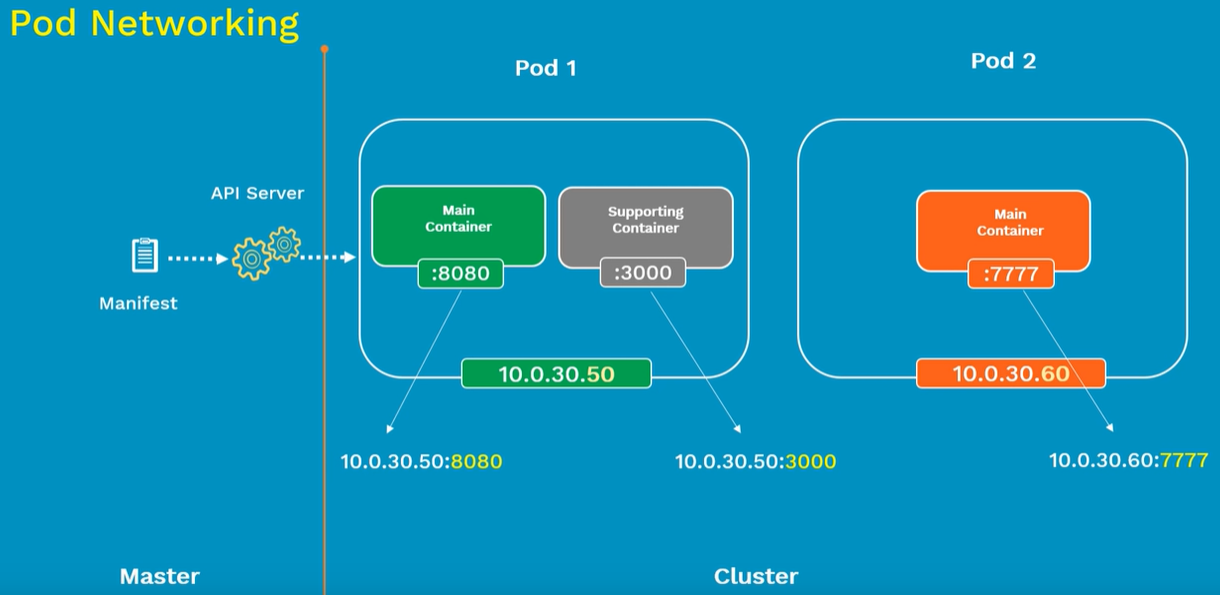 Pod Networking
Pod 1
Pod 2
API Server
Manifest
Main
Container
:8080
Supporting
Container
:3000
Main
Container
:7777
10.0.30.50
10.0.30.60
10.0.30.50:8080
10.0.30.50:3000
10.0.30.60:7777
Master
Cluster